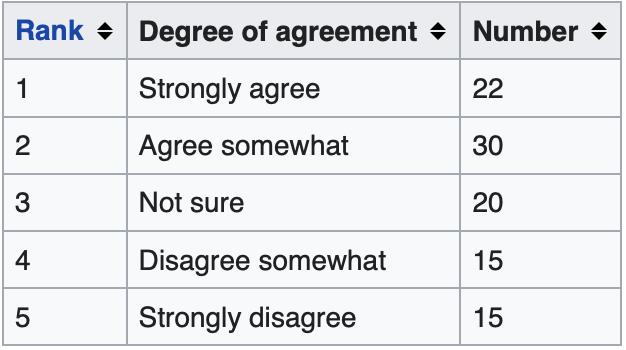 Rank Degree of agreement Number
1 Strongly agree 22
2 Agree somewhat 30
3 Not sure 20
4 Disagree somewhat 15
5 Strongly disagree 15